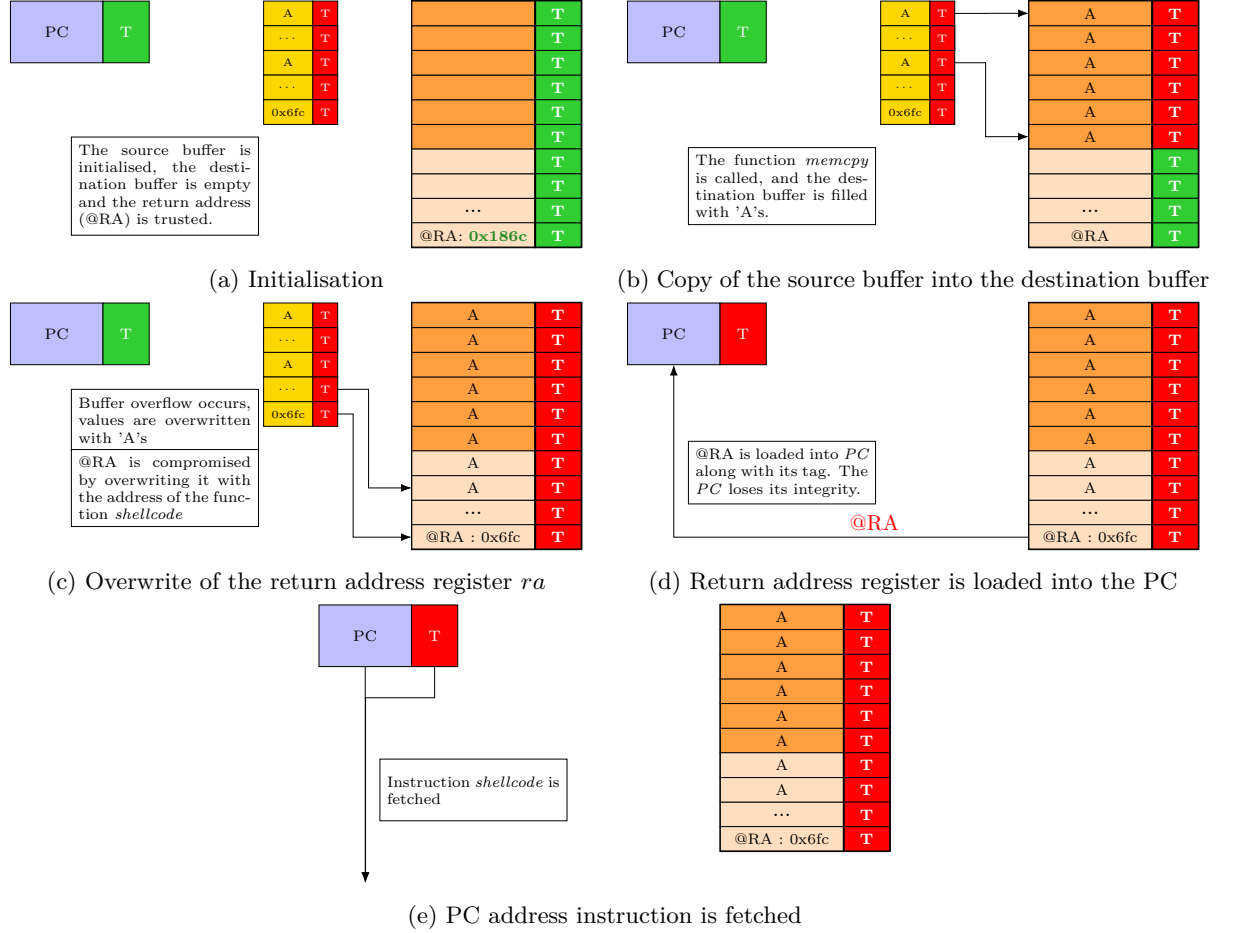 PC T
A T
··· T
A T
··· T
0x6fc T
T
T
T
T
T
T
T
T
... T
@RA: 0x186c T
The source buffer is
initialised, the desti-
nation buffer is empty
and the return address
(@RA) is trusted.
(a) Initialisation
PC T
A T
··· T
A T
··· T
0x6fc T
A T
A T
A T
A T
A T
A T
T
T
... T
@RA T
The function memcpy
is called, and the des-
tination buffer is filled
with 'A's.
(b) Copy of the source buffer into the destination buffer
PC T
A T
··· T
A T
··· T
0x6fc T
A T
A T
A T
A T
A T
A T
A T
A T
... T
@RA : 0x6fc T
Buffer overflow occurs,
values are overwritten
with 'A's
@RA is compromised
by overwriting it with
the address of the func-
tion shellcode
(c) Overwrite of the return address register ra
PC T
A T
A T
A T
A T
A T
A T
A T
A T
... T
@RA : 0x6fc T
@RA is loaded into PC
along with its tag. The
PC loses its integrity.
@RA
(d) Return address register is loaded into the PC
PC T
A T
A T
A T
A T
A T
A T
A T
A T
... T
@RA : 0x6fc T
Instruction shellcode is
fetched
(e) PC address instruction is fetched